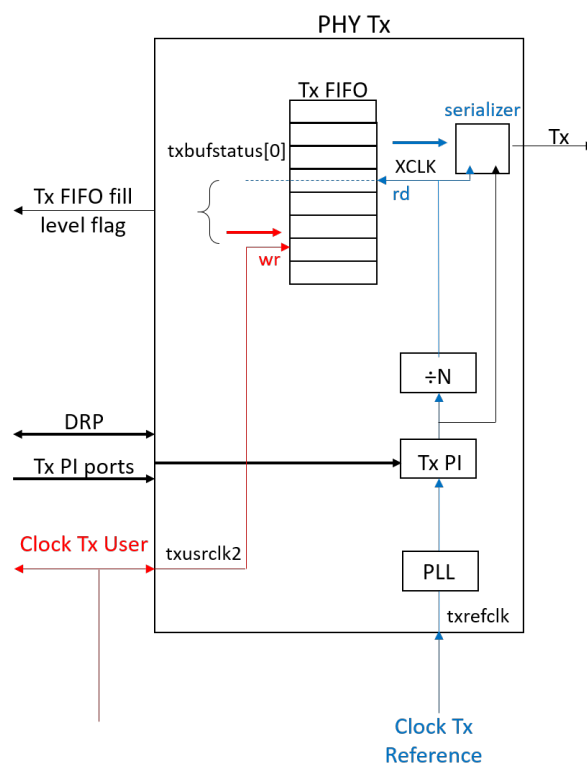 PHY Tx
Tx FIFO
serializer
Tx
txbufstatus[0]
XCLK
rd
Tx FIFO fill
level flag
wr
÷N
DRP
Tx PI
Tx PI ports
Clock Tx User
txusrclk2
PLL
txrefclk
Clock Tx
Reference